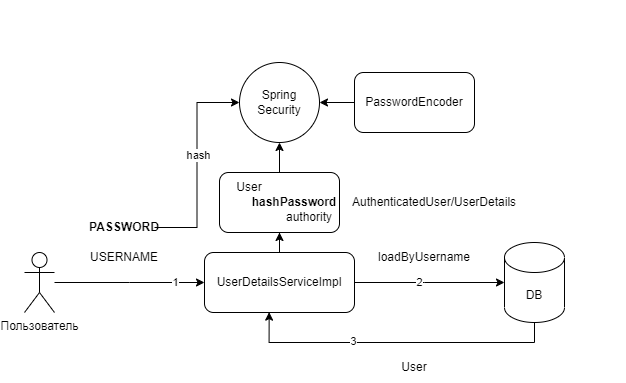 Spring
Security
PasswordEncoder
hash
User
hashPassword
authority
AuthenticatedUser/UserDetails
PASSWORD
USERNAME
loadByUsername
1
UserDetailsServiceImpl
2
DB
Пользователь
3
User